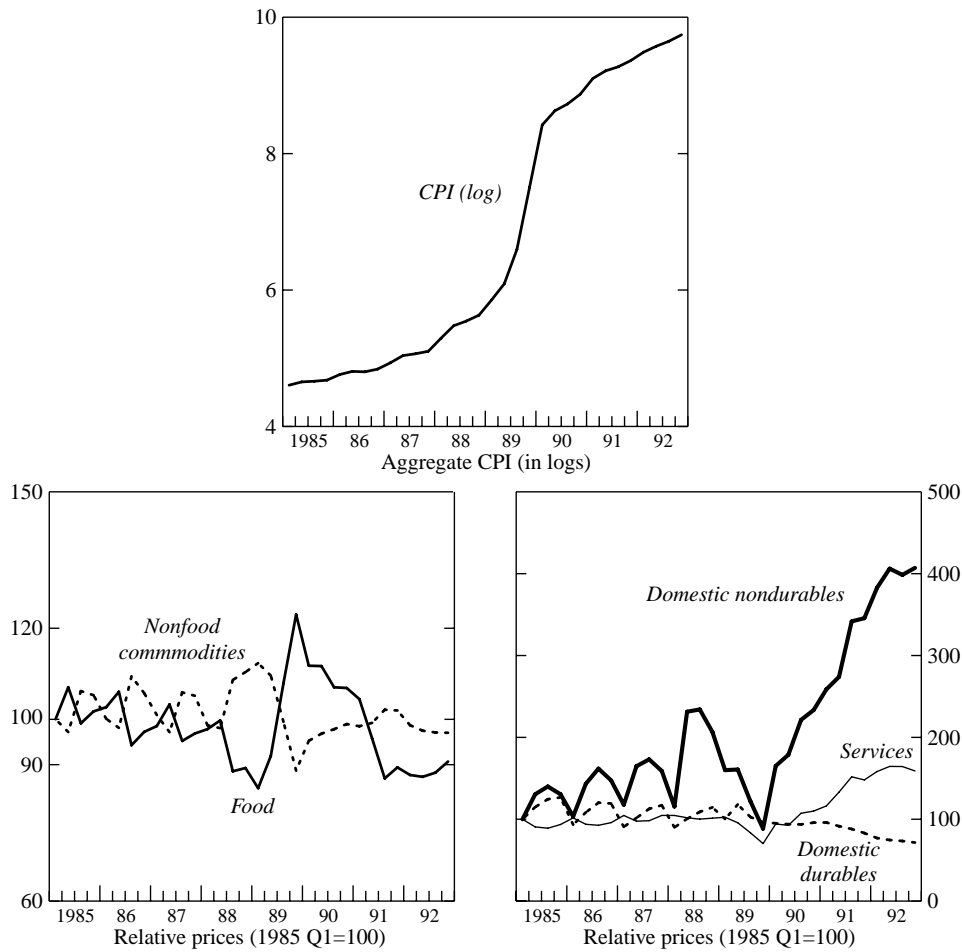 10
8
6
4
CPI (log)
1985 86 87 88 89 90 91 92
Aggregate CPI (in logs)
150
120
100
90
60
Nonfood
commmodities
Food
1985 86 87 88 89 90 91 92
Relative prices (1985 Q1=100)
500
400
300
200
100
0
Domestic nondurables
Services
Domestic
durables
1985 86 87 88 89 90 91 92
Relative prices (1985 Q1=100)